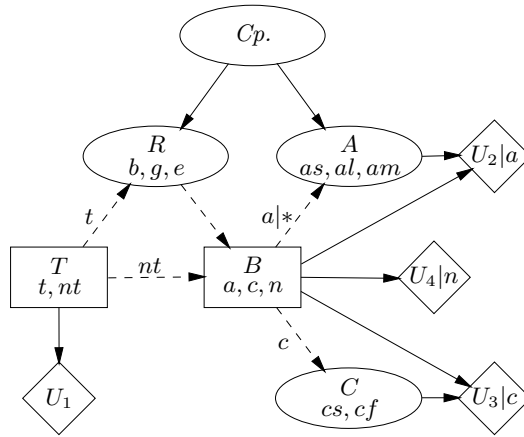 Cp.
R
b, g, e
A
as, al, am
U₂|a
t
a|*
T
t, nt
nt
B
a, c, n
U₄|n
c
U₁
C
cs, cf
U₃|c